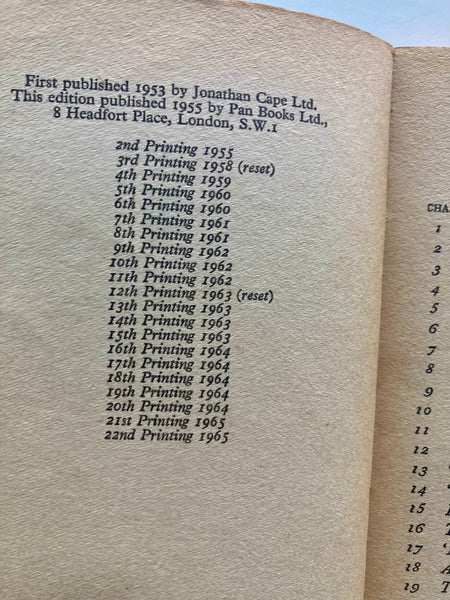 First published 1953 by Jonathan Cape Ltd.
This edition published 1955 by Pan Books Ltd.,
8 Headfort Place, London, S.W.1
2nd Printing 1955
3rd Printing 1958 (reset)
4th Printing 1959
5th Printing 1960
6th Printing 1960
7th Printing 1961
8th Printing 1961
9th Printing 1962
10th Printing 1962
11th Printing 1962
12th Printing 1963 (reset)
13th Printing 1963
14th Printing 1963
15th Printing 1963
16th Printing 1964
17th Printing 1964
18th Printing 1964
19th Printing 1964
20th Printing 1964
21st Printing 1965
22nd Printing 1965
CHA
1
2
3
4
5
6
7
8
9
10
11
12
13 '
14 '
15
16 T
17
18 A
19 T